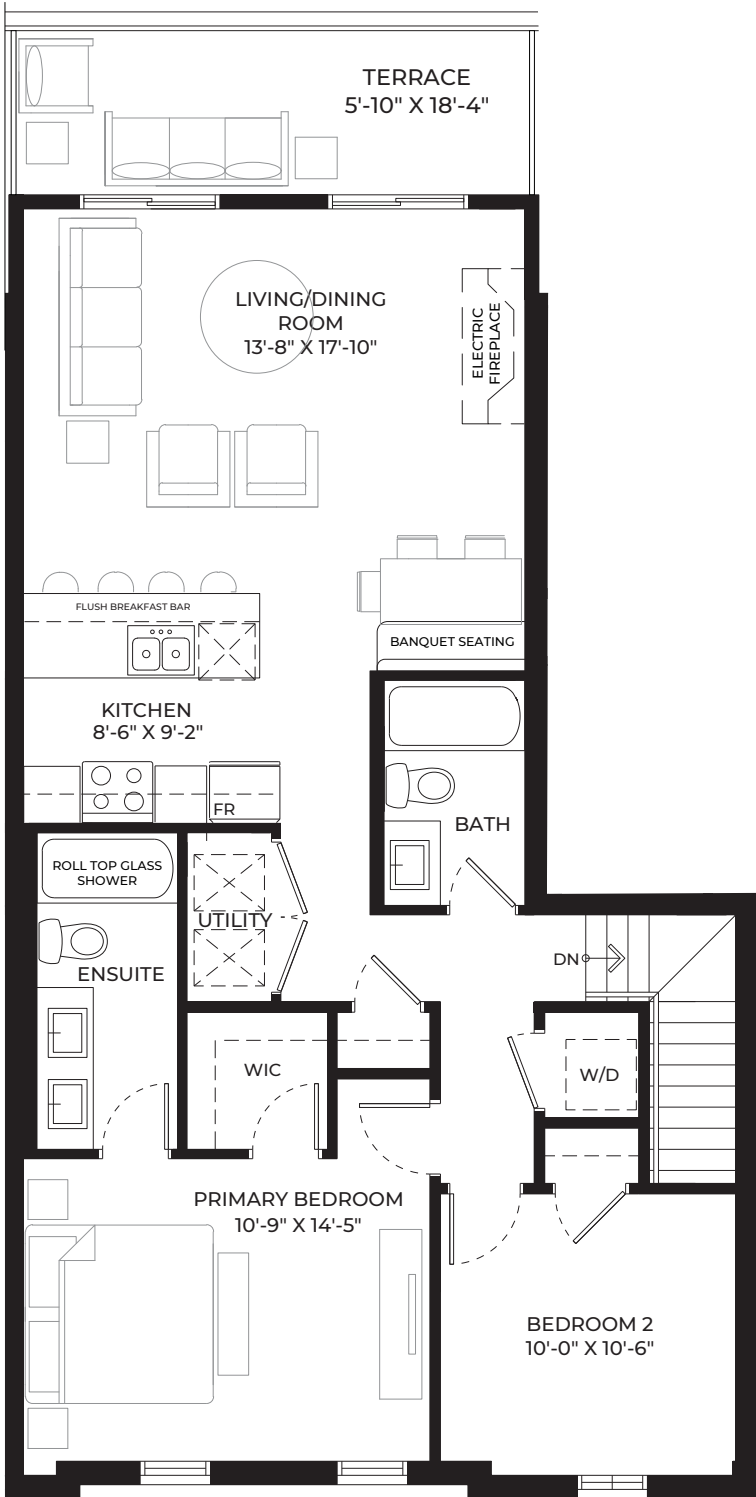 TERRACE
5'-10" X 18'-4"
LIVING/DINING
ROOM
13'-8" X 17'-10"
ELECTRIC
FIREPLACE
FLUSH BREAKFAST BAR
BANQUET SEATING
KITCHEN
8'-6" X 9'-2"
FR
BATH
ROLL TOP GLASS
SHOWER
UTILITY
ENSUITE
DN
WIC
W/D
PRIMARY BEDROOM
10'-9" X 14'-5"
BEDROOM 2
10'-0" X 10'-6"